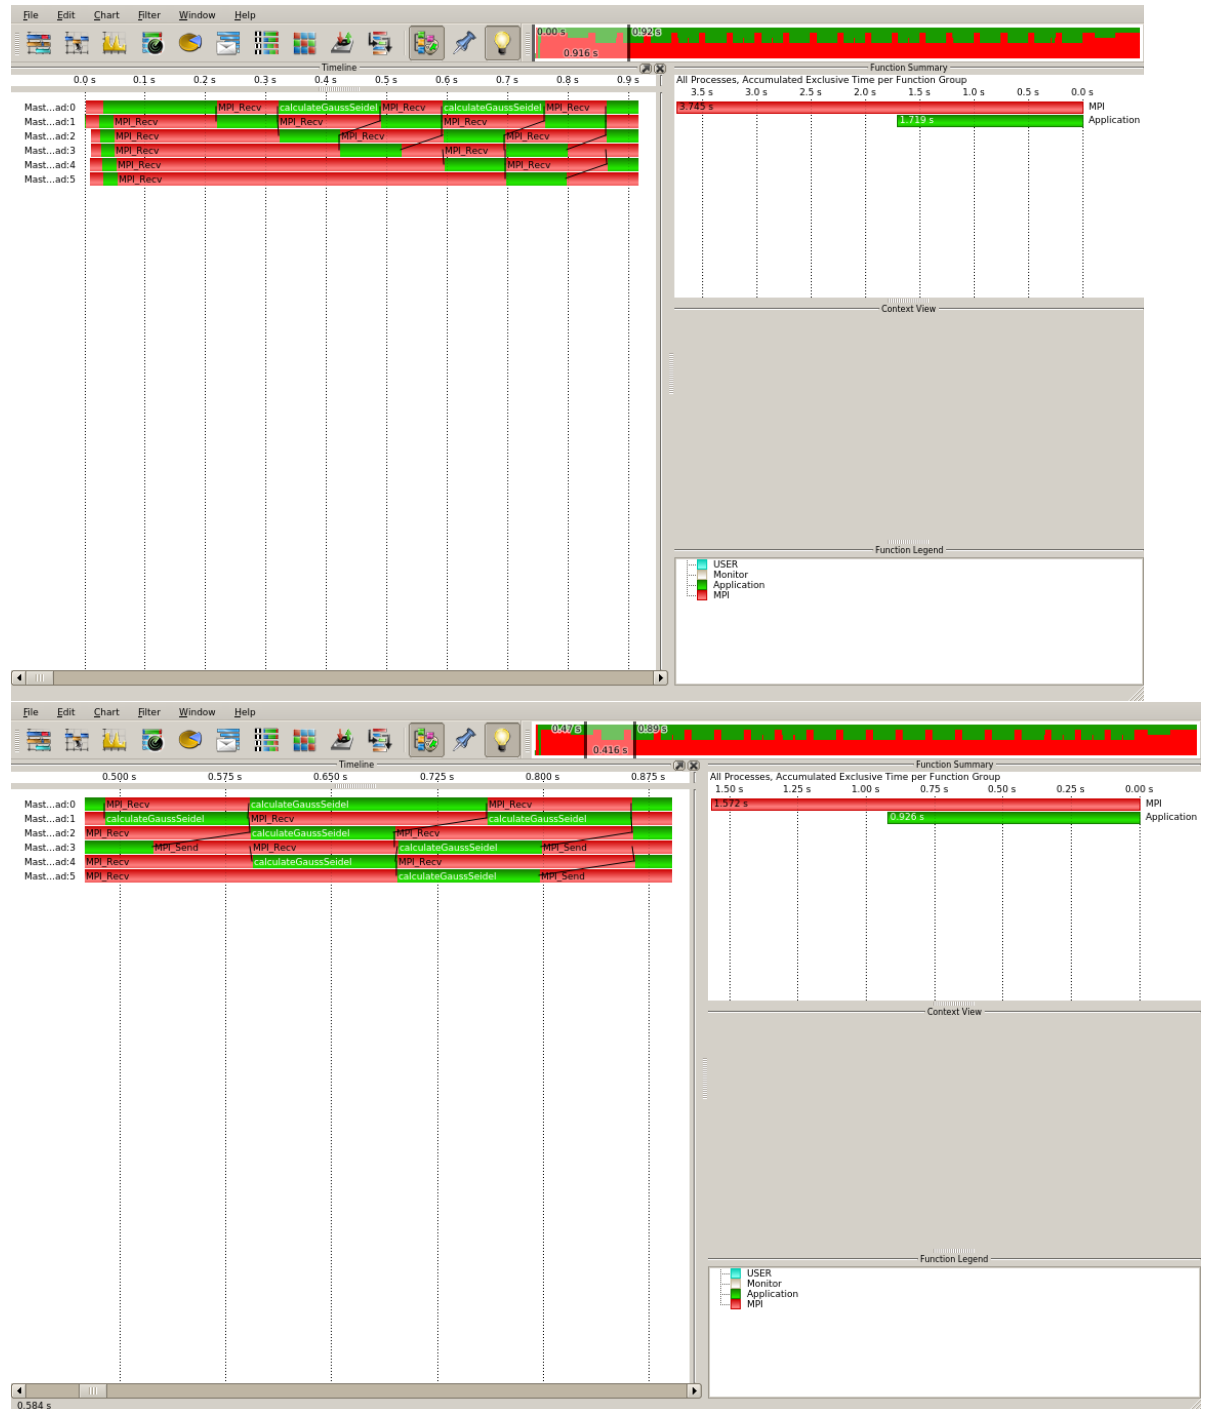 File Edit Chart Filter Window Help
0.00 s 0.92 s
0.916 s
Timeline
0.0 s 0.1 s 0.2 s 0.3 s 0.4 s 0.5 s 0.6 s 0.7 s 0.8 s 0.9 s
Mast...ad:0 MPI_Recv calculateGaussSeidel MPI_Recv calculateGaussSeidel MPI_Recv
Mast...ad:1 MPI_Recv MPI_Recv MPI_Recv
Mast...ad:2 MPI_Recv MPI_Recv MPI_Recv
Mast...ad:3 MPI_Recv MPI_Recv
Mast...ad:4 MPI_Recv MPI_Recv
Mast...ad:5 MPI_Recv
Function Summary
All Processes, Accumulated Exclusive Time per Function Group
3.5 s 3.0 s 2.5 s 2.0 s 1.5 s 1.0 s 0.5 s 0.0 s
3.745 s MPI
1.719 s Application
Context View
Function Legend
USER
Monitor
Application
MPI
File Edit Chart Filter Window Help
0.47 s 0.89 s
0.416 s
Timeline
0.500 s 0.575 s 0.650 s 0.725 s 0.800 s 0.875 s
Mast...ad:0 MPI_Recv calculateGaussSeidel MPI_Recv
Mast...ad:1 calculateGaussSeidel MPI_Recv calculateGaussSeidel
Mast...ad:2 MPI_Recv calculateGaussSeidel MPI_Recv
Mast...ad:3 MPI_Send MPI_Recv calculateGaussSeidel MPI_Send
Mast...ad:4 MPI_Recv calculateGaussSeidel MPI_Recv
Mast...ad:5 MPI_Recv calculateGaussSeidel MPI_Send
Function Summary
All Processes, Accumulated Exclusive Time per Function Group
1.50 s 1.25 s 1.00 s 0.75 s 0.50 s 0.25 s 0.00 s
1.572 s MPI
0.926 s Application
Context View
Function Legend
USER
Monitor
Application
MPI
0.584 s